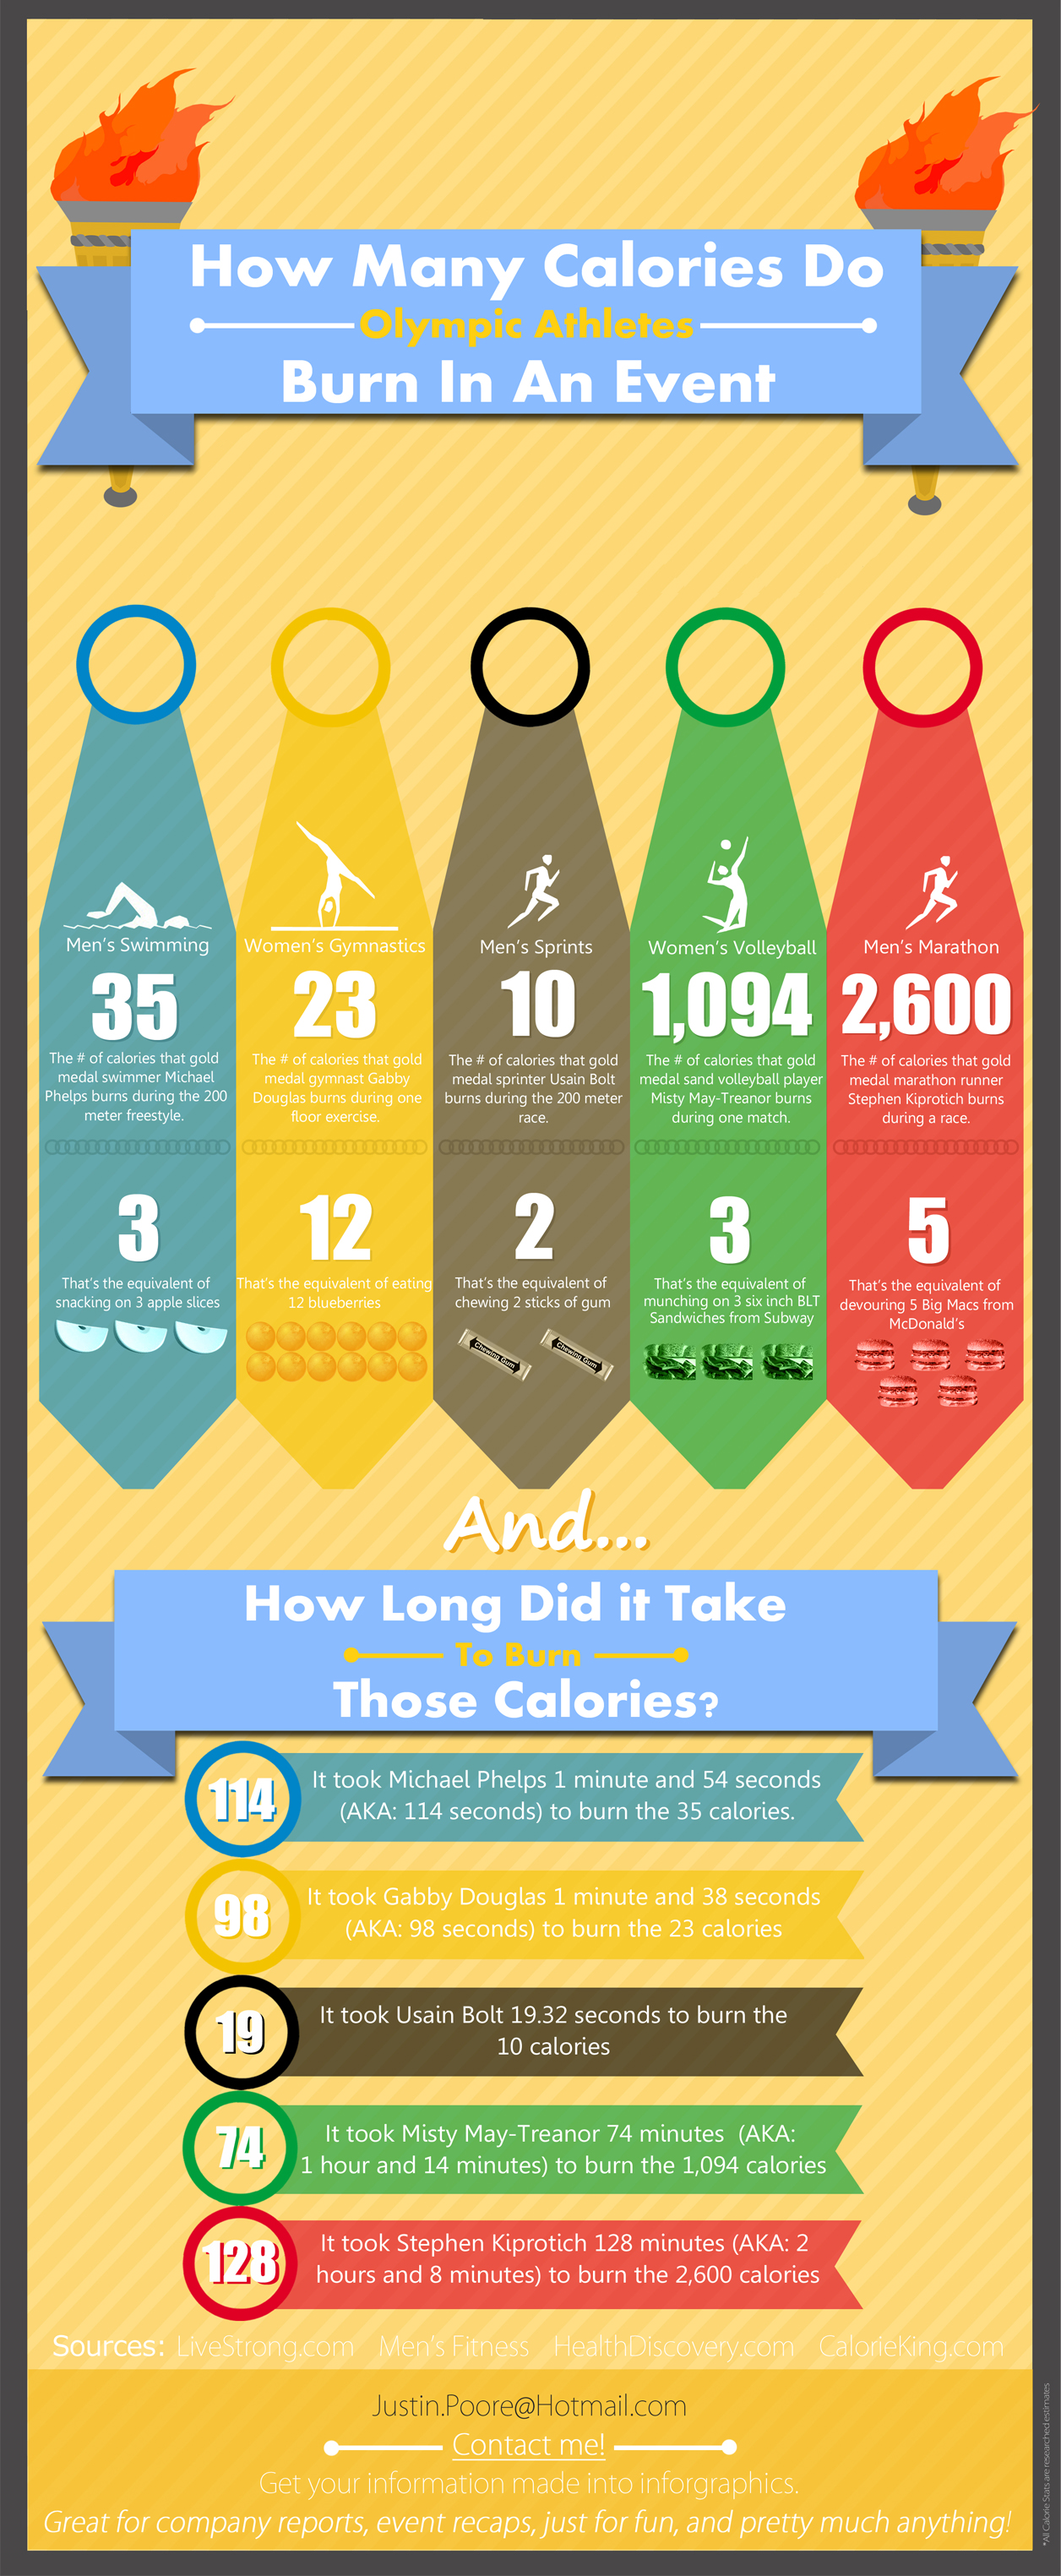 How Many Calories Do
Olympic Athletes
Burn In An Event
Men's Swimming
35
The # of calories that gold
medal swimmer Michael
Phelps burns during the 200
meter freestyle.
3
That's the equivalent of
snacking on 3 apple slices
Women's Gymnastics
23
The # of calories that gold
medal gymnast Gabby
Douglas burns during one
floor exercise.
12
That's the equivalent of eating
12 blueberries
Men's Sprints
10
The # of calories that gold
medal sprinter Usain Bolt
burns during the 200 meter
race.
2
That's the equivalent of
chewing 2 sticks of gum
Chewing Gum
Chewing Gum
Women's Volleyball
1,094
The # of calories that gold
medal sand volleyball player
Misty May-Treanor burns
during one match.
3
That's the equivalent of
munching on 3 six inch BLT
Sandwiches from Subway
Men's Marathon
2,600
The # of calories that gold
medal marathon runner
Stephen Kiprotich burns
during a race.
5
That's the equivalent of
devouring 5 Big Macs from
McDonald's
And...
How Long Did it Take
To Burn
Those Calories?
114
It took Michael Phelps 1 minute and 54 seconds
(AKA: 114 seconds) to burn the 35 calories.
98
It took Gabby Douglas 1 minute and 38 seconds
(AKA: 98 seconds) to burn the 23 calories
19
It took Usain Bolt 19.32 seconds to burn the
10 calories
74
It took Misty May-Treanor 74 minutes (AKA:
1 hour and 14 minutes) to burn the 1,094 calories
128
It took Stephen Kiprotich 128 minutes (AKA: 2
hours and 8 minutes) to burn the 2,600 calories
Sources: LiveStrong.com Men's Fitness HealthDiscovery.com CalorieKing.com
Justin.Poore@Hotmail.com
Contact me!
Get your information made into inforgraphics.
Great for company reports, event recaps, just for fun, and pretty much anything!
*All Calorie Stats are researched estimates